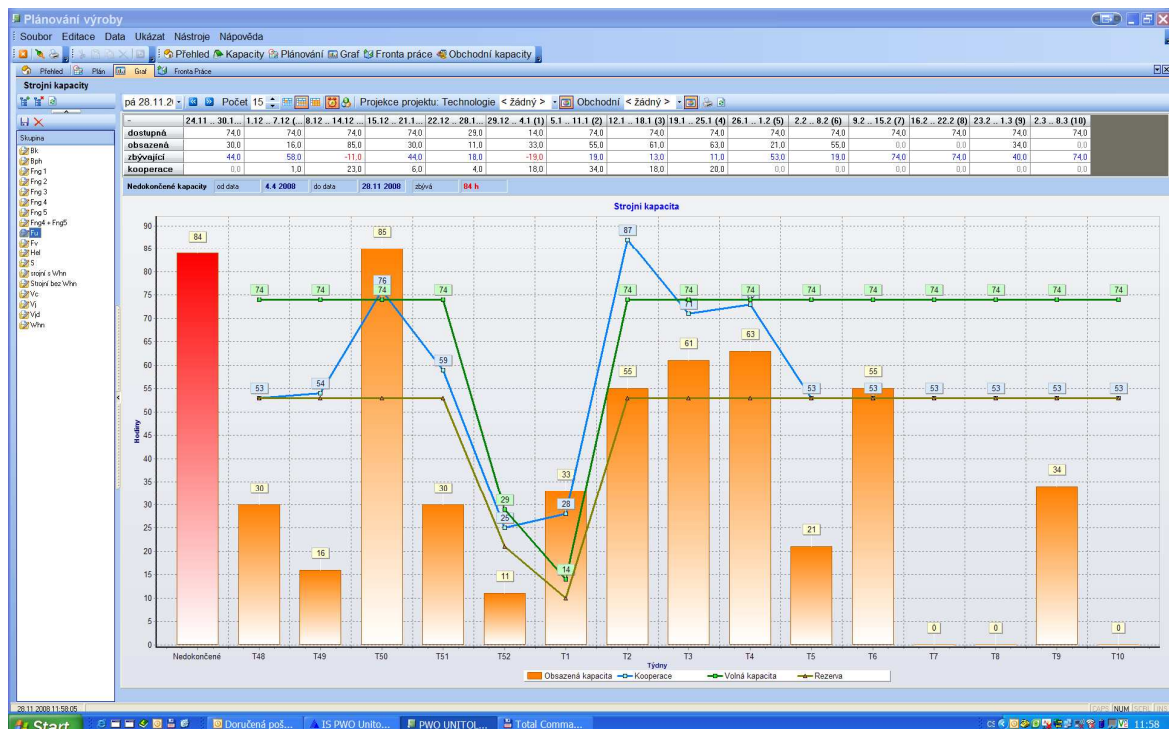 Plánování výroby
Soubor Editace Data Ukázat Nástroje Nápověda
Přehled Kapacity Plánování Graf Fronta práce Obchodní kapacity
Přehled Plán Graf Fronta Práce
Strojní kapacity
pá 28.11.20 Počet 15 Projekce projektu: Technologie < žádný > Obchodní < žádný >
- 24.11 .. 30.1... 1.12 .. 7.12 (... 8.12 .. 14.12 ... 15.12 .. 21.1... 22.12 .. 28.1... 29.12 .. 4.1 (1) 5.1 .. 11.1 (2) 12.1 .. 18.1 (3) 19.1 .. 25.1 (4) 26.1 .. 1.2 (5) 2.2 .. 8.2 (6) 9.2 .. 15.2 (7) 16.2 .. 22.2 (8) 23.2 .. 1.3 (9) 2.3 .. 8.3 (10)
dostupná 74,0 74,0 74,0 74,0 29,0 14,0 74,0 74,0 74,0 74,0 74,0 74,0 74,0 74,0 74,0
obsazená 30,0 16,0 85,0 30,0 11,0 33,0 55,0 61,0 63,0 21,0 55,0 0,0 0,0 34,0 0,0
zbývající 44,0 58,0 -11,0 44,0 18,0 -19,0 19,0 13,0 11,0 53,0 19,0 74,0 74,0 40,0 74,0
kooperace 0,0 1,0 23,0 6,0 4,0 18,0 34,0 18,0 20,0 0,0 0,0 0,0 0,0 0,0 0,0
Nedokončené kapacity od data 4.4 2008 do data 28.11 2008 zbývá 84 h
Skupina
Bk
Bph
Fng 1
Fng 2
Fng 3
Fng 4
Fng 5
Fng4 + Fng5
Fu
Fv
Hel
S
srojní s Whn
Strojní bez Whn
Vc
Vj
Vjd
Whn
Strojní kapacita
Hodiny
90
86
80
75
70
65
60
55
50
45
40
35
30
25
20
15
10
5
0
84 30 16 85 30 11 33 55 61 63 21 55 0 0 34 0
74 74 74 74 29 14 74 74 74 74 74 74 74 74
53 54 76 59 25 28 87 71 53 53 53 53 53 53
Nedokončené T48 T49 T50 T51 T52 T1 T2 T3 T4 T5 T6 T7 T8 T9 T10
Týdny
Obsazená kapacita Kooperace Volná kapacita Rezerva
28.11 2008 11:58:05 CAPS NUM SCRL INS
Start Doručená poš... IS PWO Unito... PWO UNITOL... Total Comma... CS 11:58